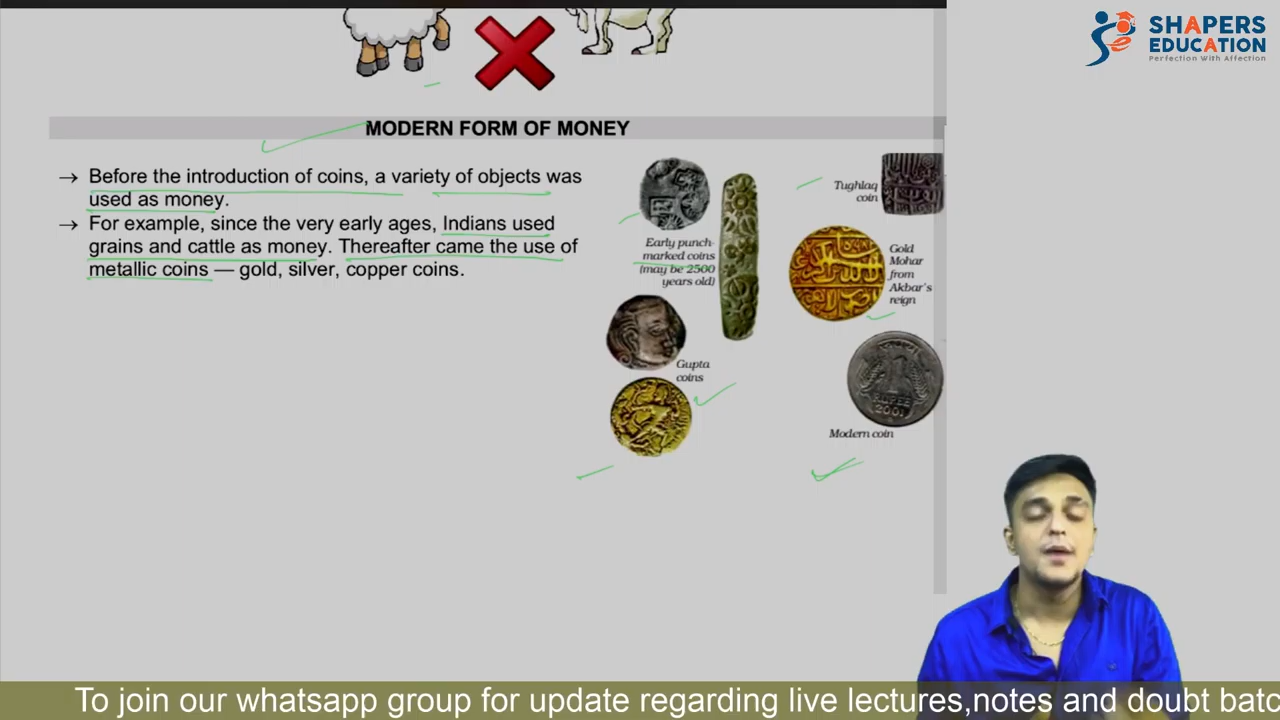 SHAPERS
EDUCATION
Perfection With Affection
MODERN FORM OF MONEY
→ Before the introduction of coins, a variety of objects was
used as money.
→ For example, since the very early ages, Indians used
grains and cattle as money. Thereafter came the use of
metallic coins — gold, silver, copper coins.
Early punch-
marked coins
(may be 2500
years old)
Tughlaq
coin
Gold
Mohar
from
Akbar's
reign
Gupta
coins
1
RUPEE
2001
Modern coin
To join our whatsapp group for update regarding live lectures,notes and doubt batc